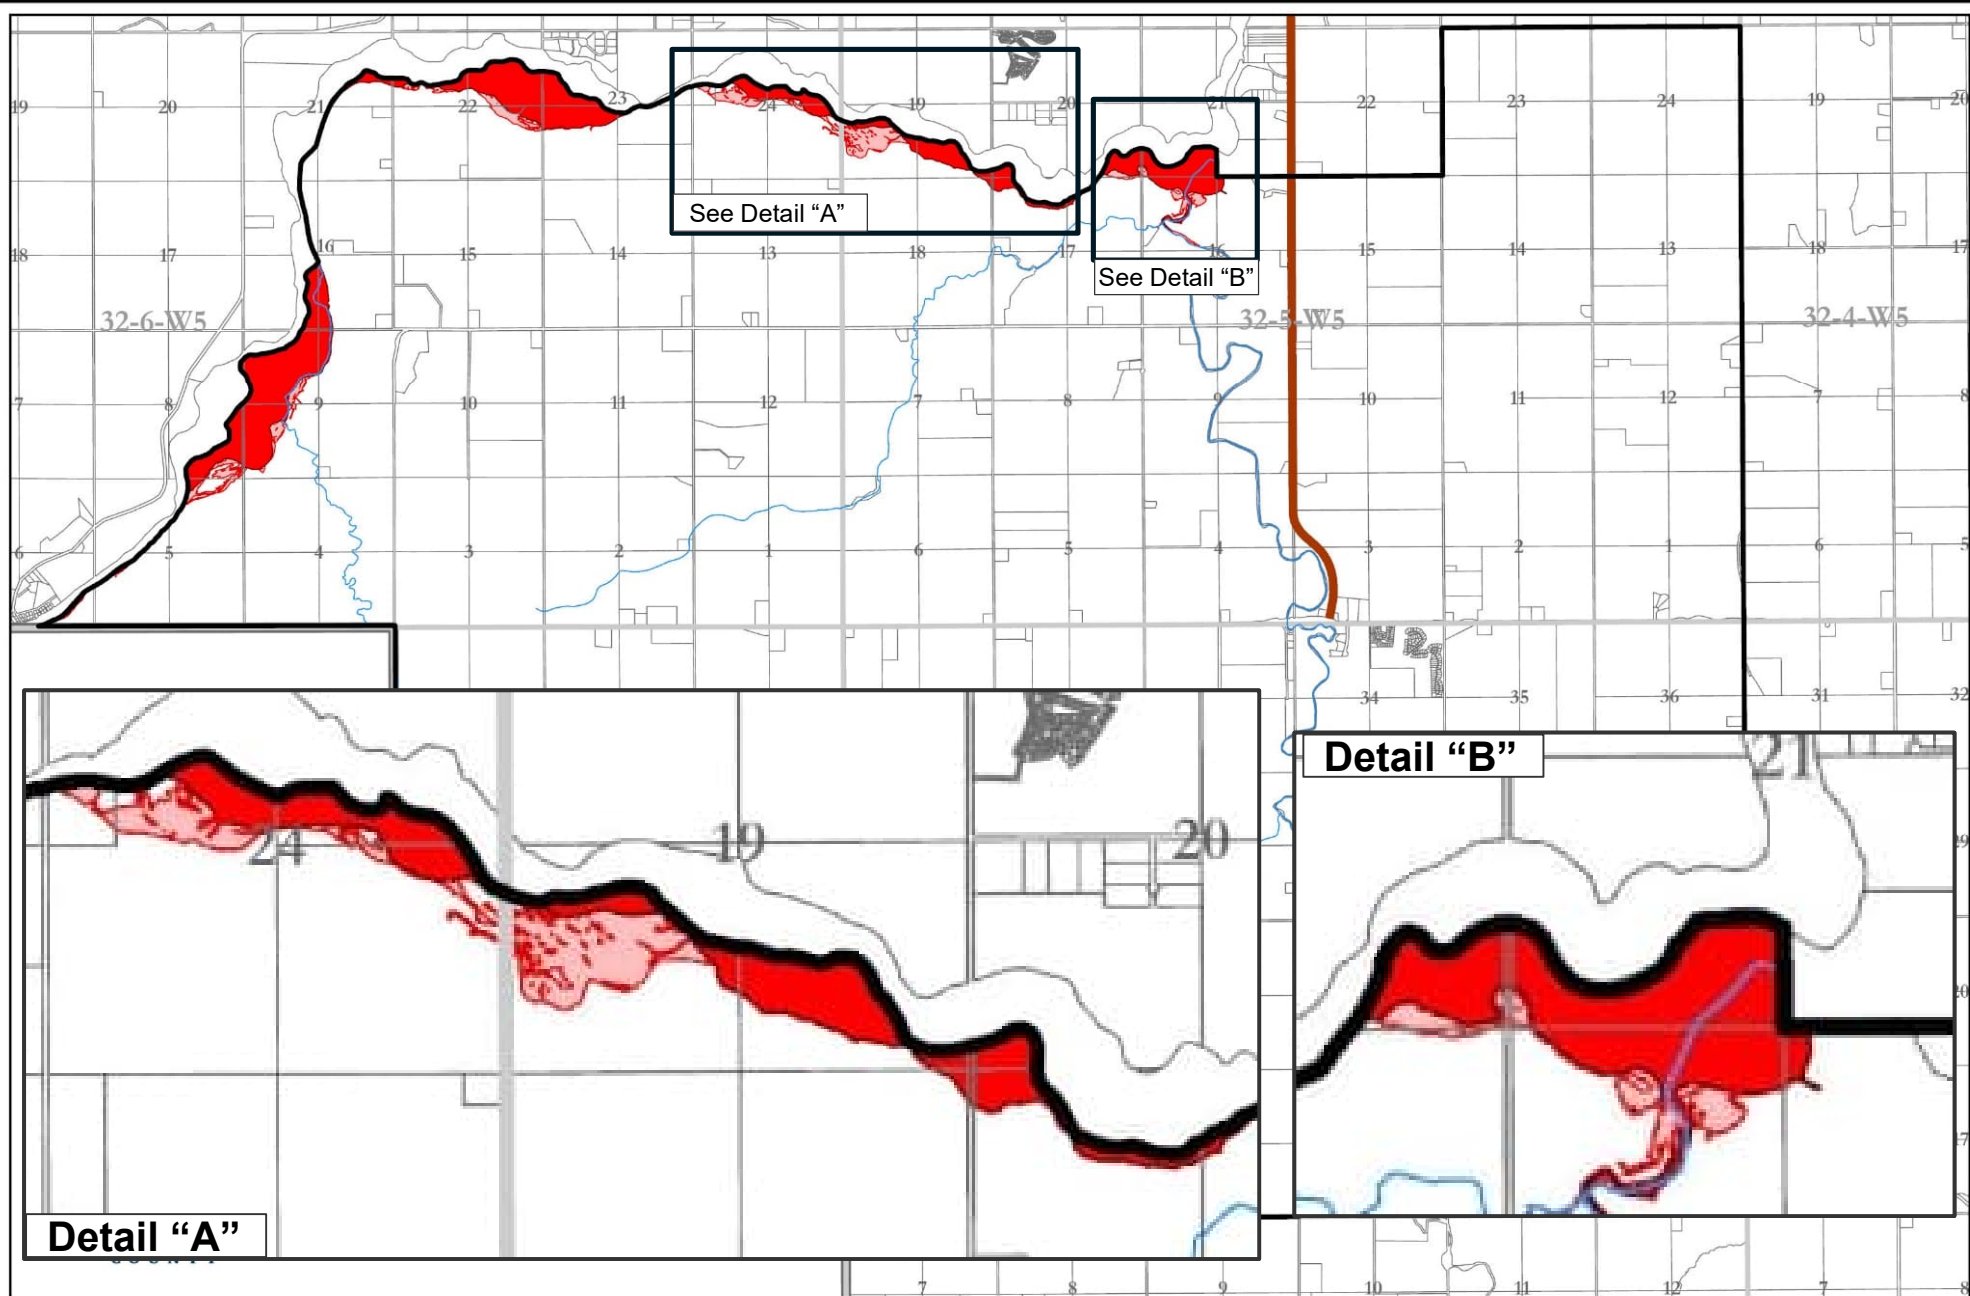 19 20 21 22 23 24 19 20 21 22 23 24 19 20
See Detail “A”
18 17 16 15 14 13 18 17 16 15 14 13 18 17
See Detail “B”
32-6-W5 32-5-W5 32-4-W5
7 8 9 10 11 12 7 8 9 10 11 12 7 8
6 5 4 3 2 1 6 5 4 3 2 1 6 5
34 35 36 31 32
Detail “B”
21
24 19 20
Detail “A”
7 8 9 10 11 12 7 8